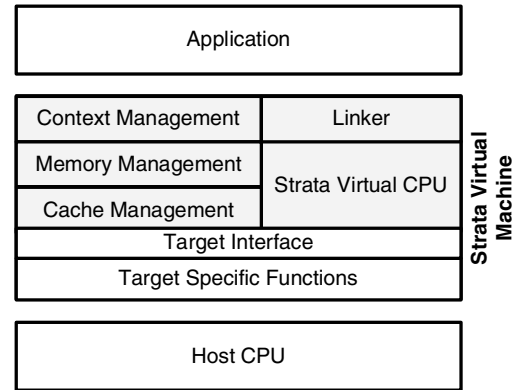 Application
Context Management
Linker
Memory Management
Strata Virtual CPU
Cache Management
Target Interface
Target Specific Functions
Strata Virtual
Machine
Host CPU